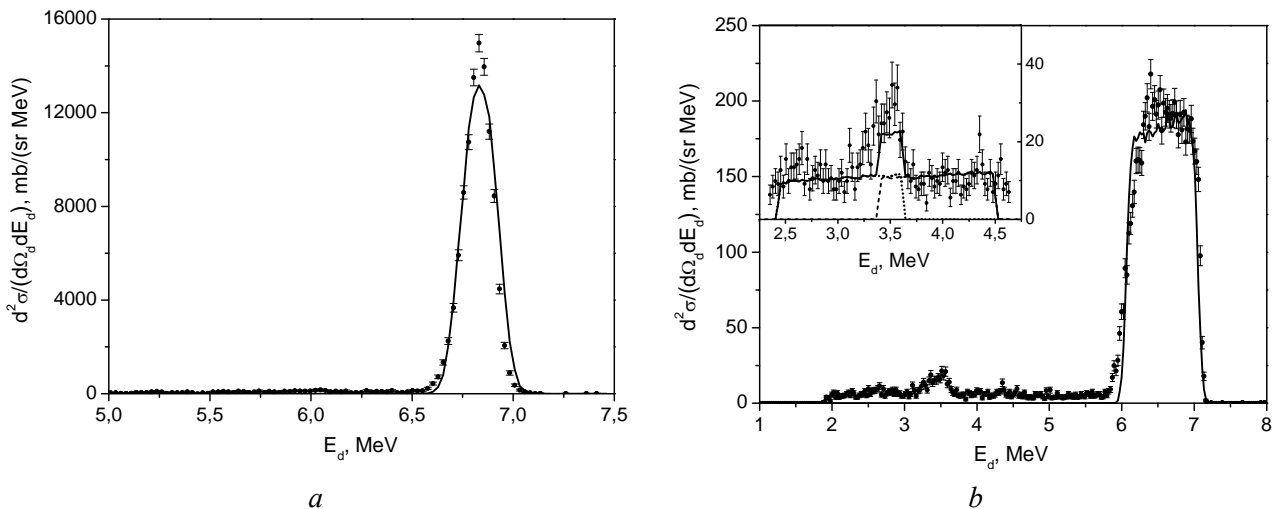 16000
12000
8000
4000
0
5,0 5,5 6,0 6,5 7,0 7,5
E_d, MeV
d²σ/(dΩ_d dE_d), mb/(sr MeV)
a
250
200
150
100
50
0
1 2 3 4 5 6 7 8
E_d, MeV
d²σ/(dΩ_d dE_d), mb/(sr MeV)
40
20
0
2,5 3,0 3,5 4,0 4,5
E_d, MeV
b